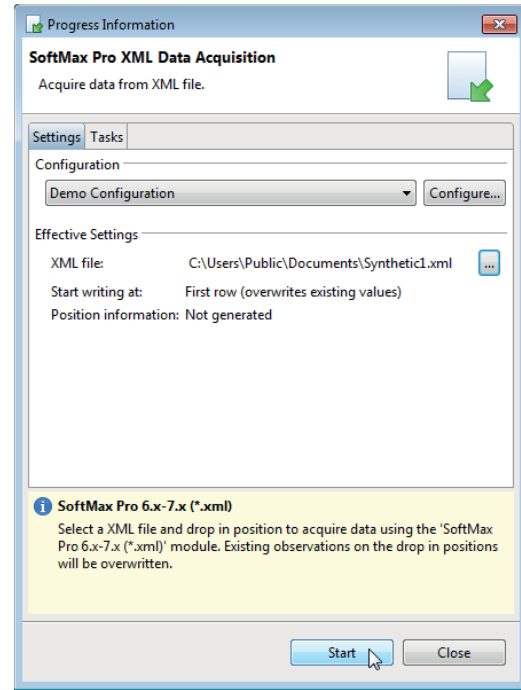 Progress Information
SoftMax Pro XML Data Acquisition
Acquire data from XML file.
Settings Tasks
Configuration
Demo Configuration Configure...
Effective Settings
XML file: C:\Users\Public\Documents\Synthetic1.xml ...
Start writing at: First row (overwrites existing values)
Position information: Not generated
SoftMax Pro 6.x-7.x (*.xml)
Select a XML file and drop in position to acquire data using the 'SoftMax
Pro 6.x-7.x (*.xml)' module. Existing observations on the drop in positions
will be overwritten.
Start Close